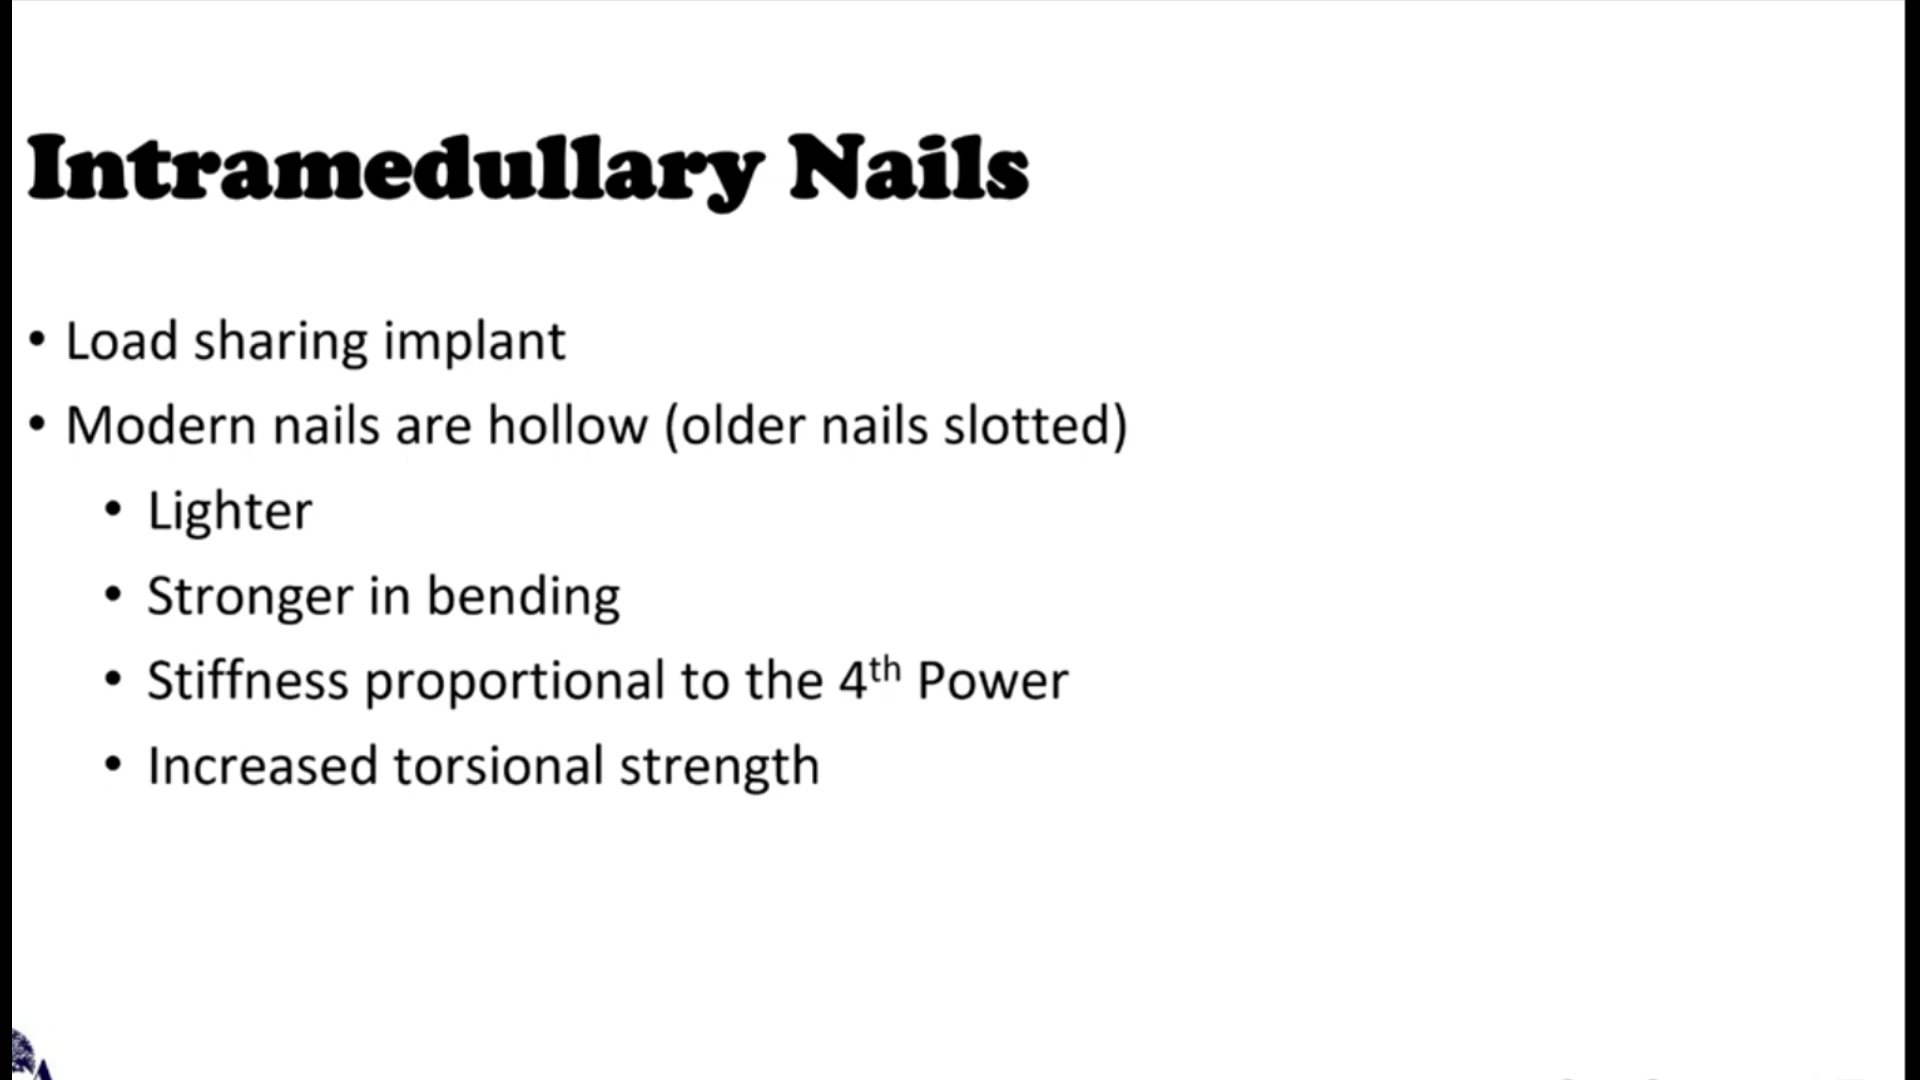 Intramedullary Nails
• Load sharing implant
• Modern nails are hollow (older nails slotted)
• Lighter
• Stronger in bending
• Stiffness proportional to the 4th Power
• Increased torsional strength